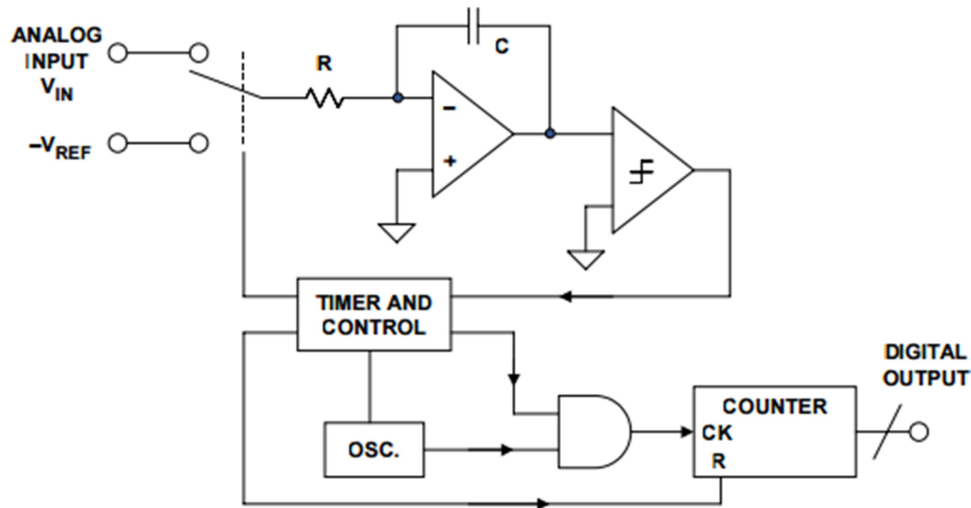 ANALOG
INPUT
V_IN
–V_REF
R
C
–
+
TIMER AND
CONTROL
OSC.
COUNTER
CK
R
DIGITAL
OUTPUT